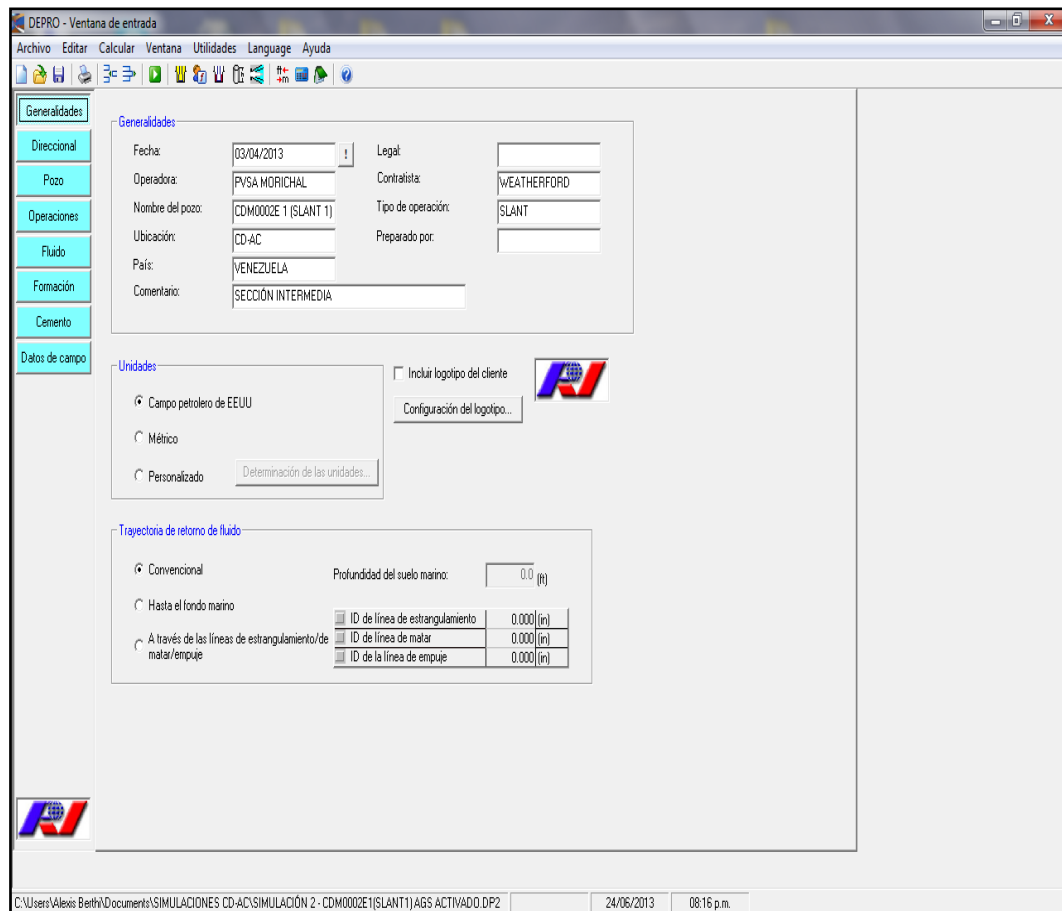 DEPRO - Ventana de entrada
Archivo Editar Calcular Ventana Utilidades Language Ayuda
Generalidades
Direccional
Pozo
Operaciones
Fluido
Formación
Cemento
Datos de campo
Generalidades
Fecha: 03/04/2013 ! Legal:
Operadora: PVSA MORICHAL Contratista: WEATHERFORD
Nombre del pozo: CDM0002E 1 (SLANT 1) Tipo de operación: SLANT
Ubicación: CD-AC Preparado por:
País: VENEZUELA
Comentario: SECCIÓN INTERMEDIA
Unidades
Campo petrolero de EEUU
Métrico
Personalizado Determinación de las unidades...
Incluir logotipo del cliente
Configuración del logotipo...
Trayectoria de retorno de fluido
Convencional Profundidad del suelo marino: 0.0 (ft)
Hasta el fondo marino
A través de las líneas de estrangulamiento/de
matar/empuje
ID de línea de estrangulamiento 0.000 (in)
ID de línea de matar 0.000 (in)
ID de la línea de empuje 0.000 (in)
C:\Users\Alexis Berthi\Documents\SIMULACIONES CD-AC\SIMULACIÓN 2 - CDM0002E1(SLANT1) AGS ACTIVADO.DP2 24/06/2013 08:16 p.m.